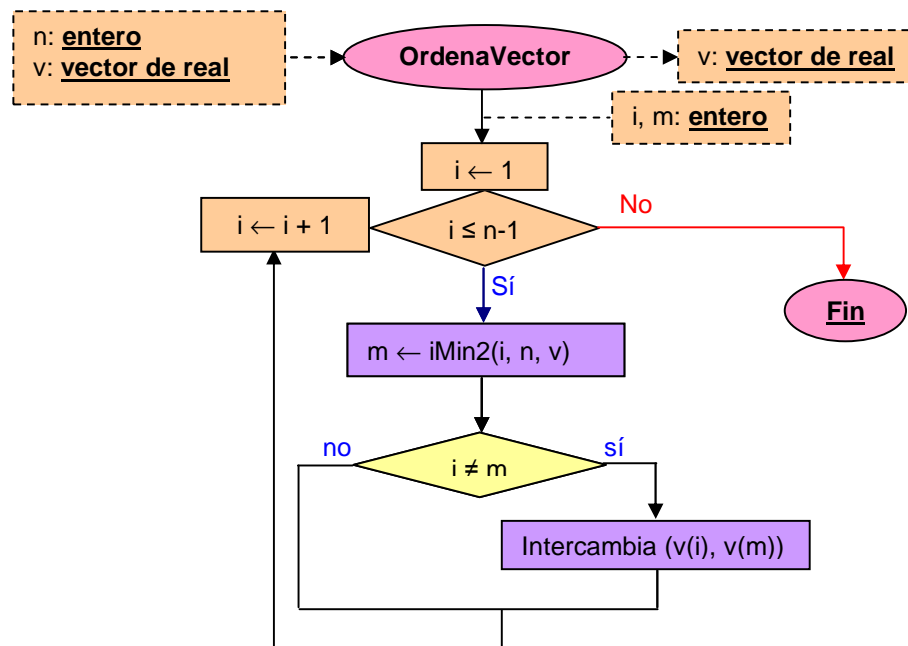 n: entero
v: vector de real
OrdenaVector
v: vector de real
i, m: entero
i ← 1
i ← i + 1
i ≤ n-1
No
Sí
Fin
m ← iMin2(i, n, v)
no
i ≠ m
sí
Intercambia (v(i), v(m))